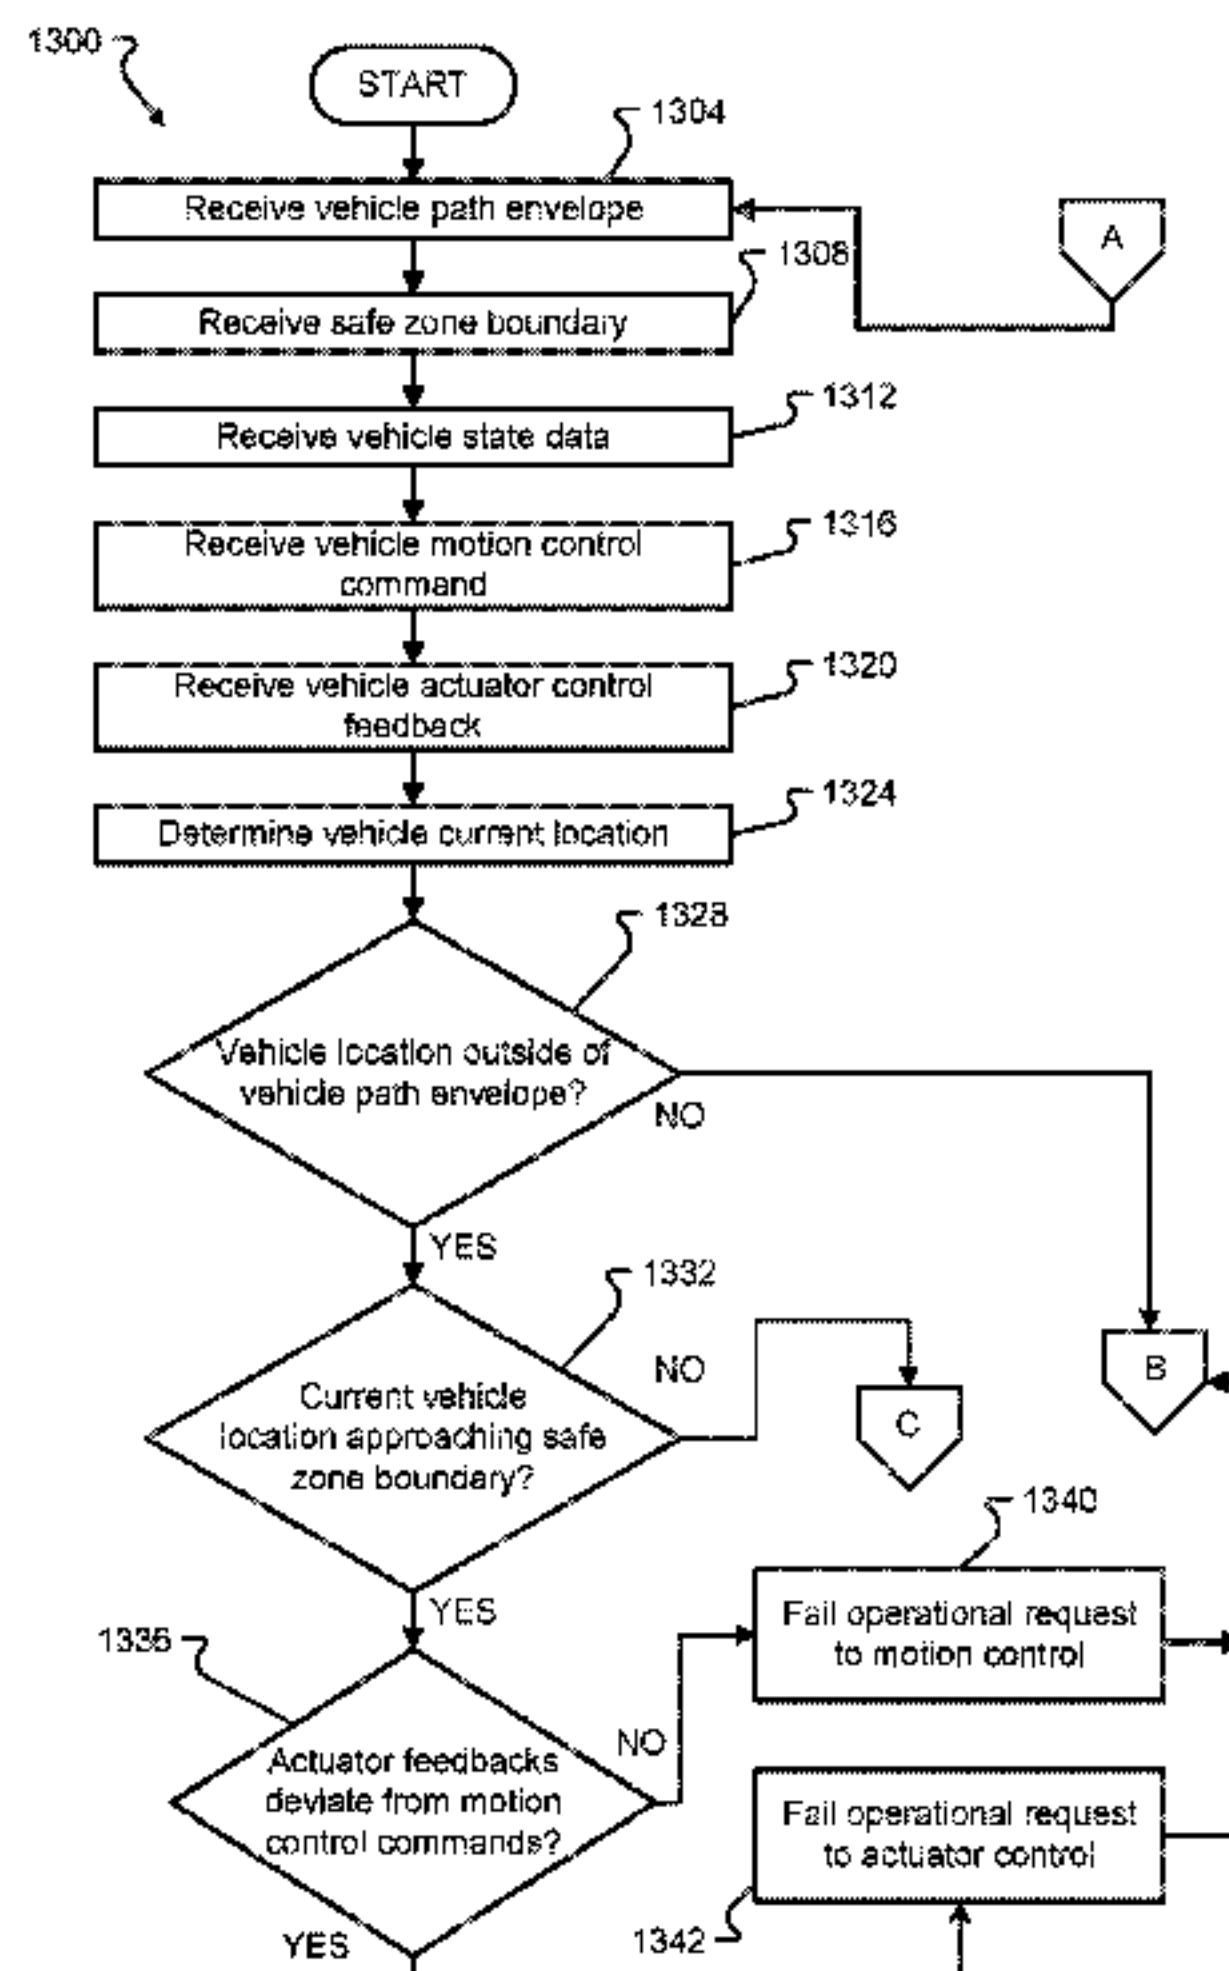 1300
START
1304
Receive vehicle path envelope
A
1308
Receive safe zone boundary
1312
Receive vehicle state data
1316
Receive vehicle motion control
command
1320
Receive vehicle actuator control
feedback
1324
Determine vehicle current location
1328
Vehicle location outside of
vehicle path envelope?
NO
YES
1332
NO
Current vehicle
location approaching safe
zone boundary?
C
B
YES
1340
Fail operational request
to motion control
1336
NO
Actuator feedbacks
deviate from motion
control commands?
Fail operational request
to actuator control
YES
1342